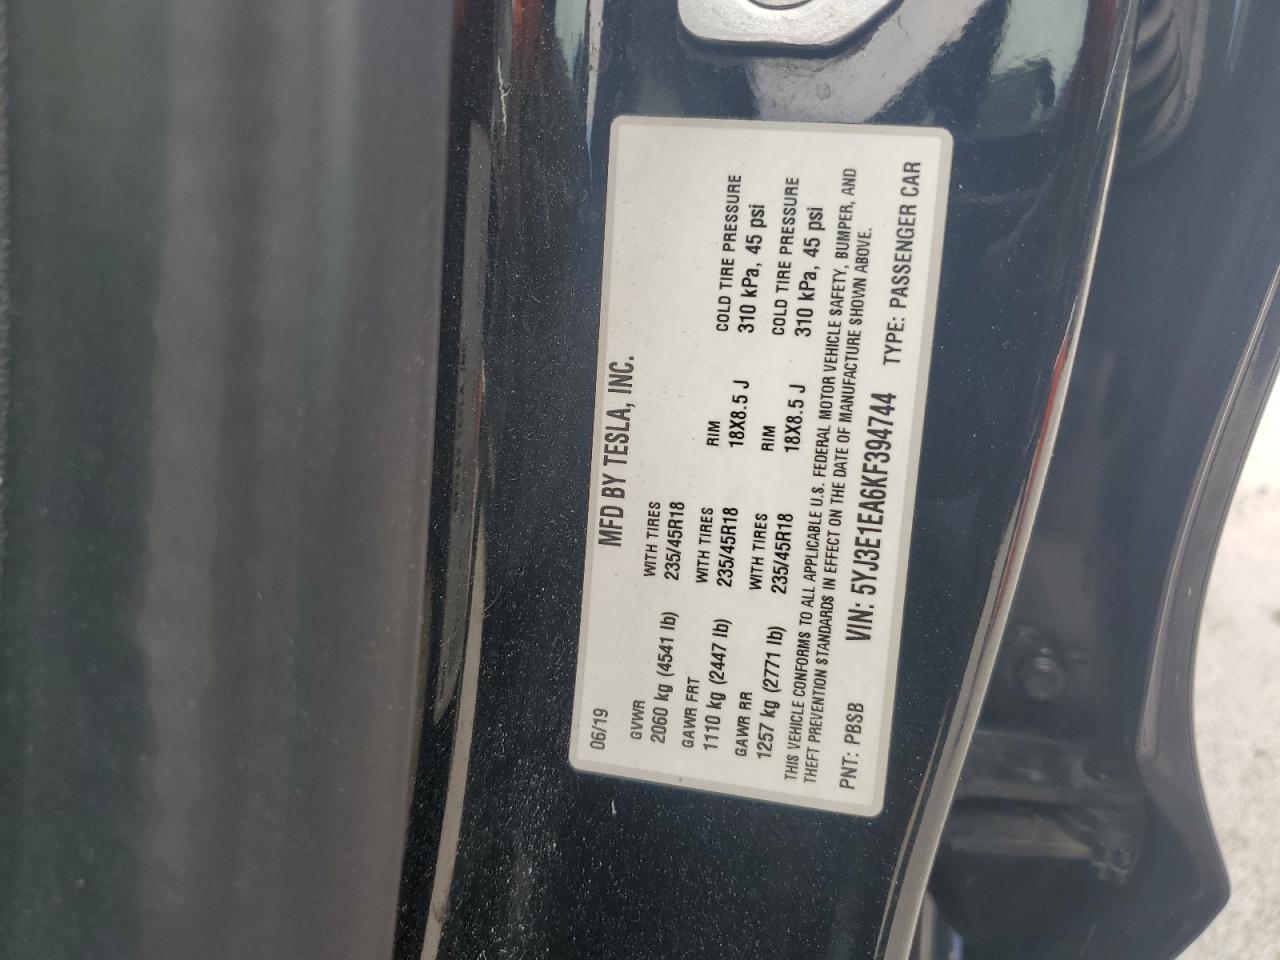 MFD BY TESLA, INC.
06/19
GVWR WITH TIRES
2060 kg (4541 lb) 235/45R18
GAWR FRT WITH TIRES RIM COLD TIRE PRESSURE
1110 kg (2447 lb) 235/45R18 18X8.5 J 310 kPa, 45 psi
GAWR RR WITH TIRES RIM COLD TIRE PRESSURE
1257 kg (2771 lb) 235/45R18 18X8.5 J 310 kPa, 45 psi
THIS VEHICLE CONFORMS TO ALL APPLICABLE U.S. FEDERAL MOTOR VEHICLE SAFETY, BUMPER, AND
THEFT PREVENTION STANDARDS IN EFFECT ON THE DATE OF MANUFACTURE SHOWN ABOVE.
PNT: PBSB VIN: 5YJ3E1EA6KF394744 TYPE: PASSENGER CAR